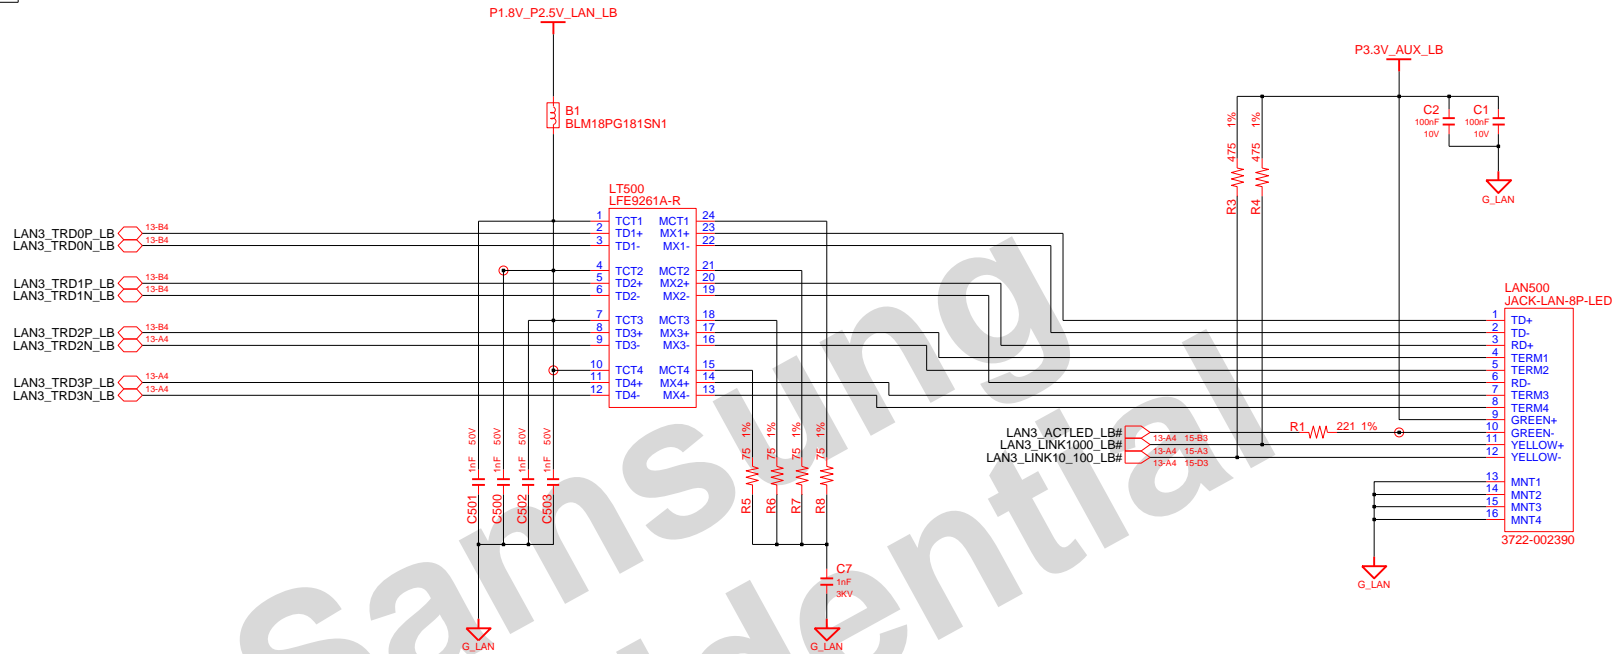 P1.8V_P2.5V_LAN_LB
P3.3V_AUX_LB
B1
BLM18PG181SN1
C2
100nF
10V
C1
100nF
10V
G_LAN
R3 475 1%
R4 475 1%
LT500
LFE9261A-R
1 TCT1 MCT1 24
2 TD1+ MX1+ 23
3 TD1- MX1- 22
4 TCT2 MCT2 21
5 TD2+ MX2+ 20
6 TD2- MX2- 19
7 TCT3 MCT3 18
8 TD3+ MX3+ 17
9 TD3- MX3- 16
10 TCT4 MCT4 15
11 TD4+ MX4+ 14
12 TD4- MX4- 13
LAN3_TRD0P_LB 13-B4
LAN3_TRD0N_LB 13-B4
LAN3_TRD1P_LB 13-B4
LAN3_TRD1N_LB 13-B4
LAN3_TRD2P_LB 13-B4
LAN3_TRD2N_LB 13-A4
LAN3_TRD3P_LB 13-A4
LAN3_TRD3N_LB 13-A4
LAN500
JACK-LAN-8P-LED
1 TD+
2 TD-
3 RD+
4 TERM1
5 TERM2
6 RD-
7 TERM3
8 TERM4
9 GREEN+
10 GREEN-
11 YELLOW+
12 YELLOW-
13 MNT1
14 MNT2
15 MNT3
16 MNT4
3722-002390
LAN3_ACTLED_LB# 13-A4 15-B3
LAN3_LINK1000_LB# 13-A4 15-A3
LAN3_LINK10_100_LB# 13-A4 15-D3
R1 221 1%
C501 1nF 50V
C500 1nF 50V
C502 1nF 50V
C503 1nF 50V
R5 75 1%
R6 75 1%
R7 75 1%
R8 75 1%
C7
1nF
3KV
G_LAN
G_LAN
G_LAN
Samsung